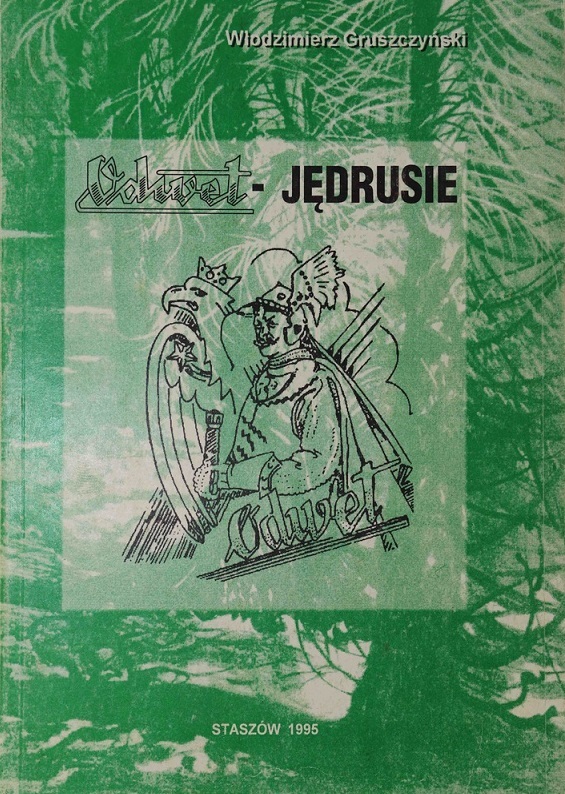 Włodzimierz Gruszczyński
Odwet - JĘDRUSIE
Odwet
STASZÓW 1995